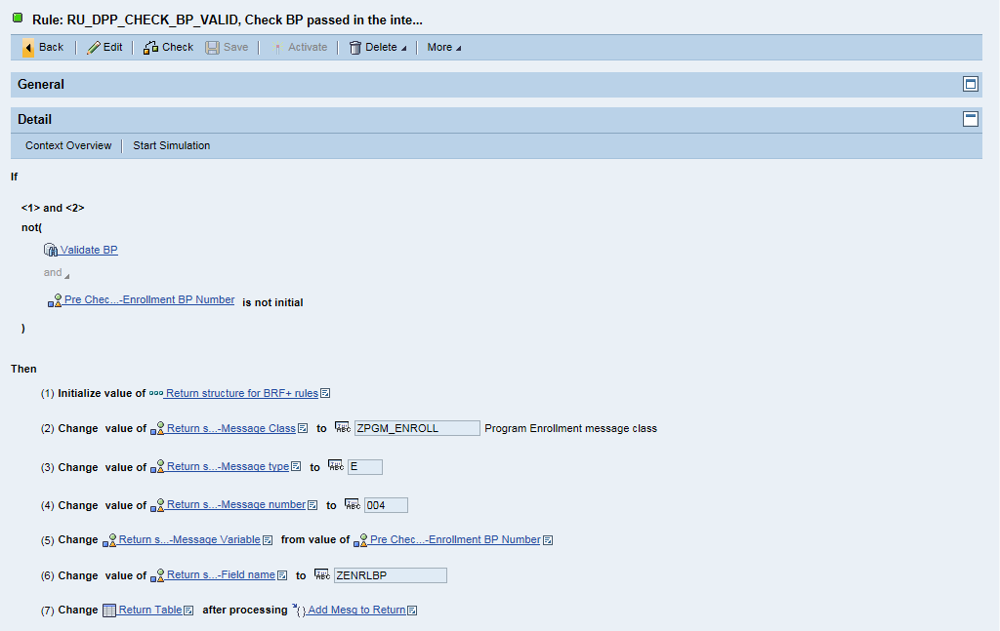 Rule: RU_DPP_CHECK_BP_VALID, Check BP passed in the inte...
Back Edit Check Save Activate Delete More
General
Detail
Context Overview Start Simulation
If
<1> and <2>
not(
Validate BP
and
Pre Chec...-Enrollment BP Number is not initial
)
Then
(1) Initialize value of Return structure for BRF+ rules
(2) Change value of Return s...-Message Class to ABC ZPGM_ENROLL Program Enrollment message class
(3) Change value of Return s...-Message type to ABC E
(4) Change value of Return s...-Message number to ABC 004
(5) Change Return s...-Message Variable from value of Pre Chec...-Enrollment BP Number
(6) Change value of Return s...-Field name to ABC ZENRLBP
(7) Change Return Table after processing Add Mesg to Return